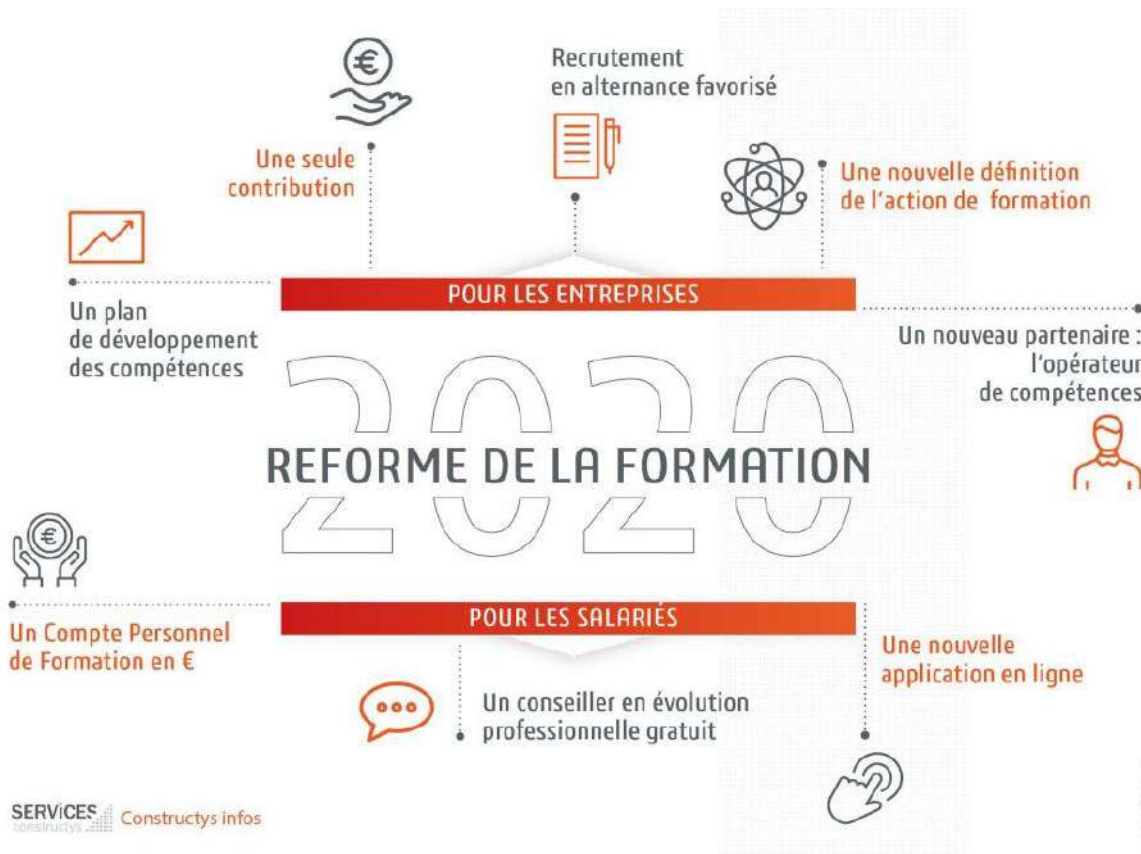 Recrutement
en alternance favorisé
Une seule
contribution
Une nouvelle définition
de l'action de formation
Un plan
de développement
des compétences
POUR LES ENTREPRISES
Un nouveau partenaire :
l'opérateur
de compétences
2020
REFORME DE LA FORMATION
POUR LES SALARIÉS
Un Compte Personnel
de Formation en €
Un conseiller en évolution
professionnelle gratuit
Une nouvelle
application en ligne
SERVICES
constructys
Constructys infos